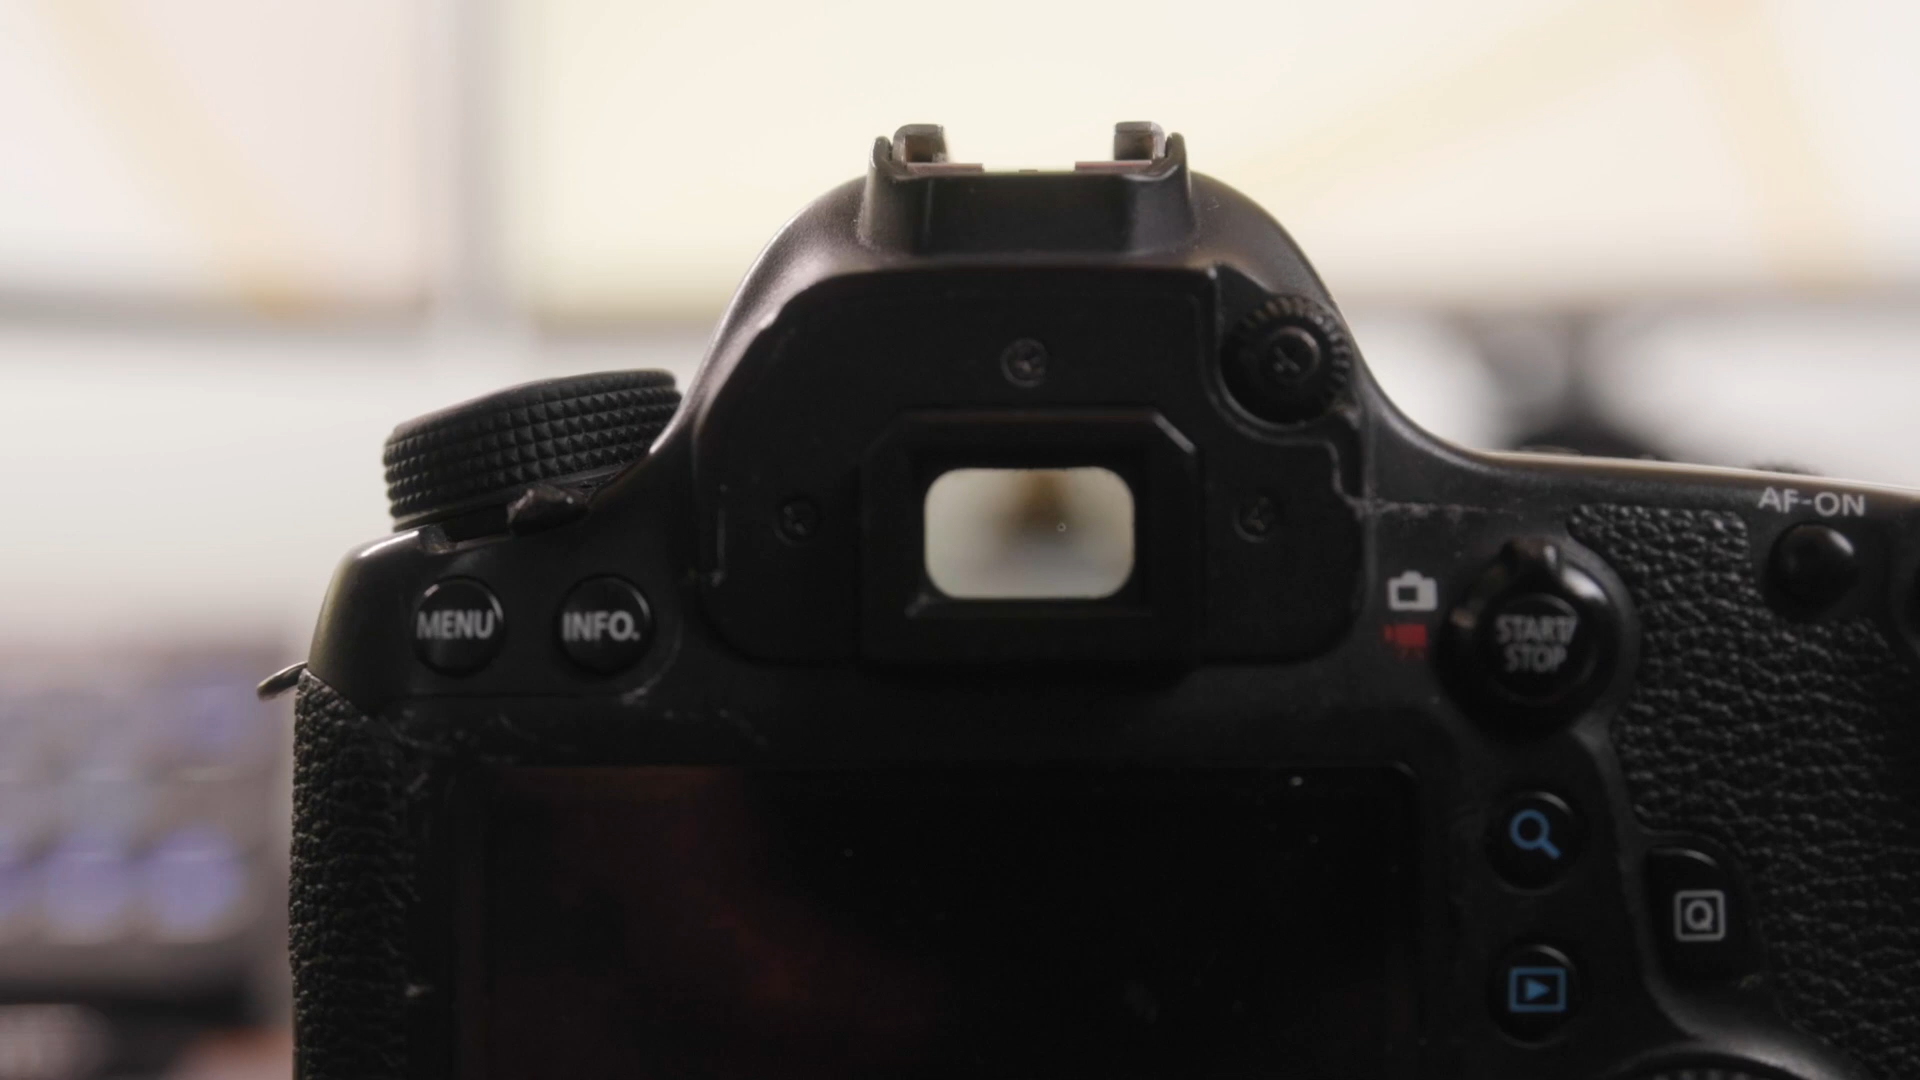 AF-ON
MENU
INFO.
START/
STOP
Q